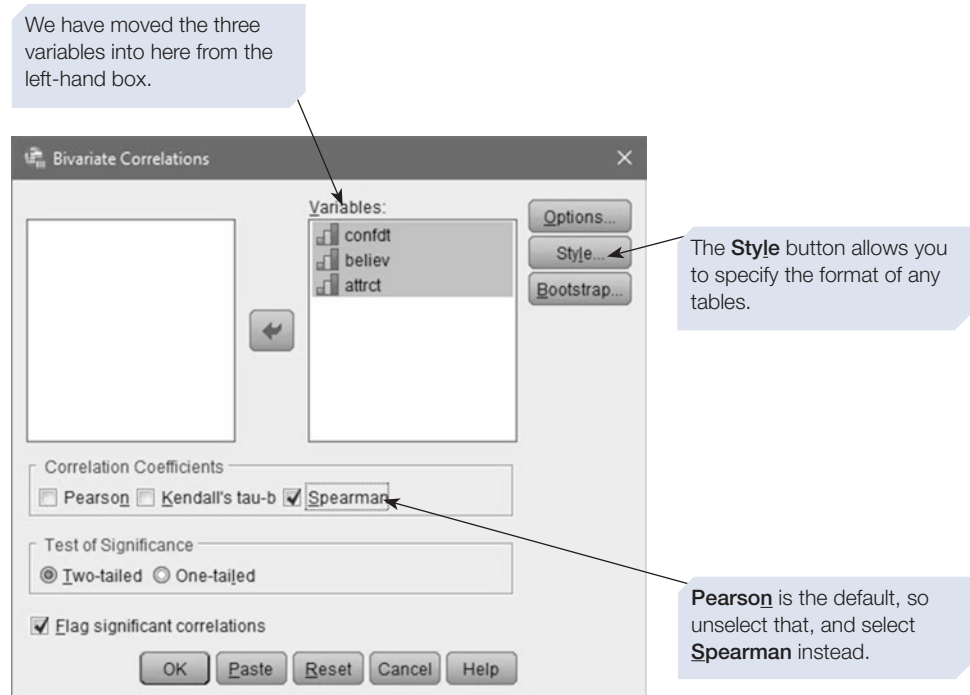 We have moved the three
variables into here from the
left-hand box.
Bivariate Correlations
Variables:
confdt
believ
attrct
Options...
Style...
Bootstrap...
The Style button allows you
to specify the format of any
tables.
Correlation Coefficients
Pearson Kendall's tau-b Spearman
Test of Significance
Two-tailed One-tailed
Flag significant correlations
OK Paste Reset Cancel Help
Pearson is the default, so
unselect that, and select
Spearman instead.